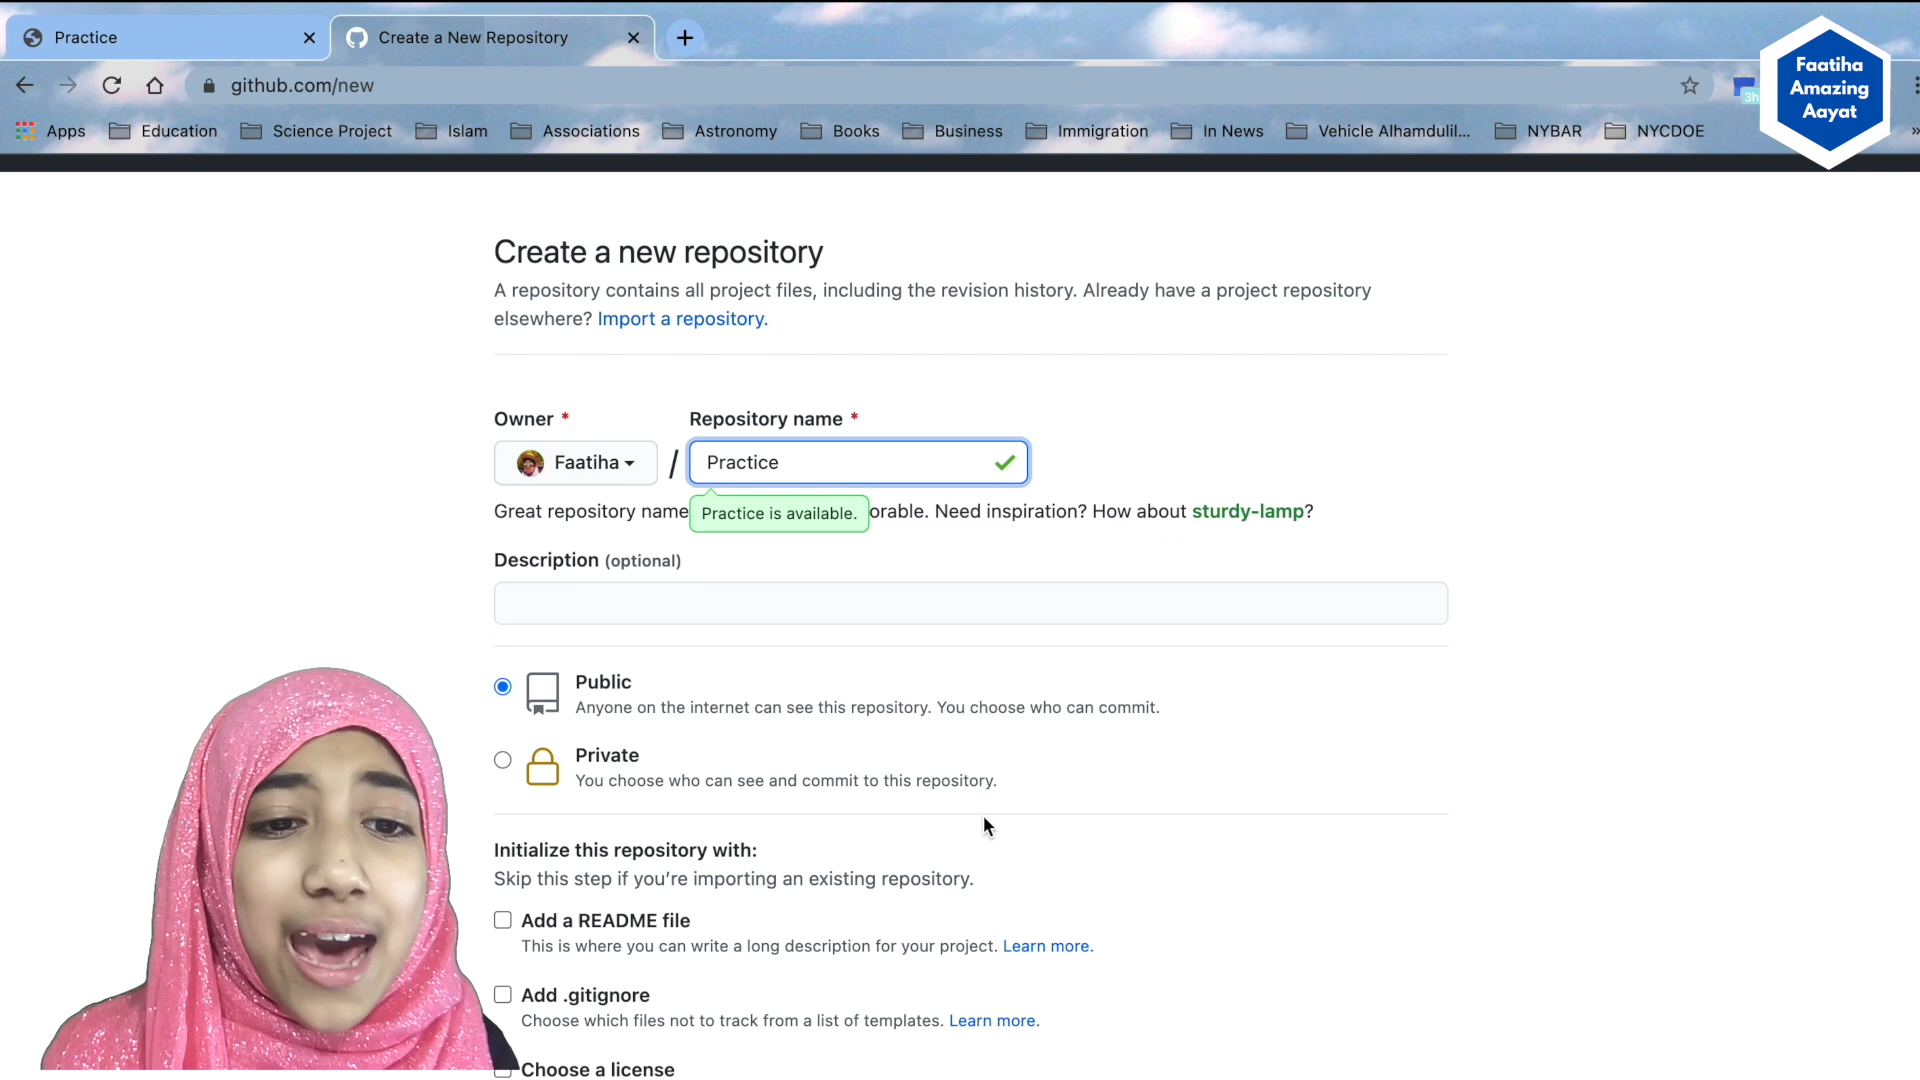 Practice
Create a New Repository
github.com/new
Faatiha
Amazing
Aayat
3h
Apps
Education
Science Project
Islam
Associations
Astronomy
Books
Business
Immigration
In News
Vehicle Alhamdulil...
NYBAR
NYCDOE
»
Create a new repository
A repository contains all project files, including the revision history. Already have a project repository
elsewhere? Import a repository.
Owner *
Repository name *
Faatiha
/
Practice
Great repository name
Practice is available.
orable. Need inspiration? How about sturdy-lamp?
Description (optional)
Public
Anyone on the internet can see this repository. You choose who can commit.
Private
You choose who can see and commit to this repository.
Initialize this repository with:
Skip this step if you’re importing an existing repository.
Add a README file
This is where you can write a long description for your project. Learn more.
Add .gitignore
Choose which files not to track from a list of templates. Learn more.
Choose a license